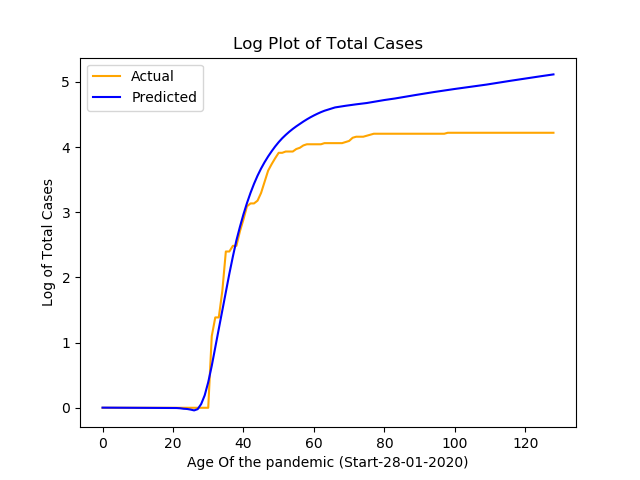 Log Plot of Total Cases
Actual
Predicted
5
4
3
2
1
0
Log of Total Cases
0 20 40 60 80 100 120
Age Of the pandemic (Start-28-01-2020)